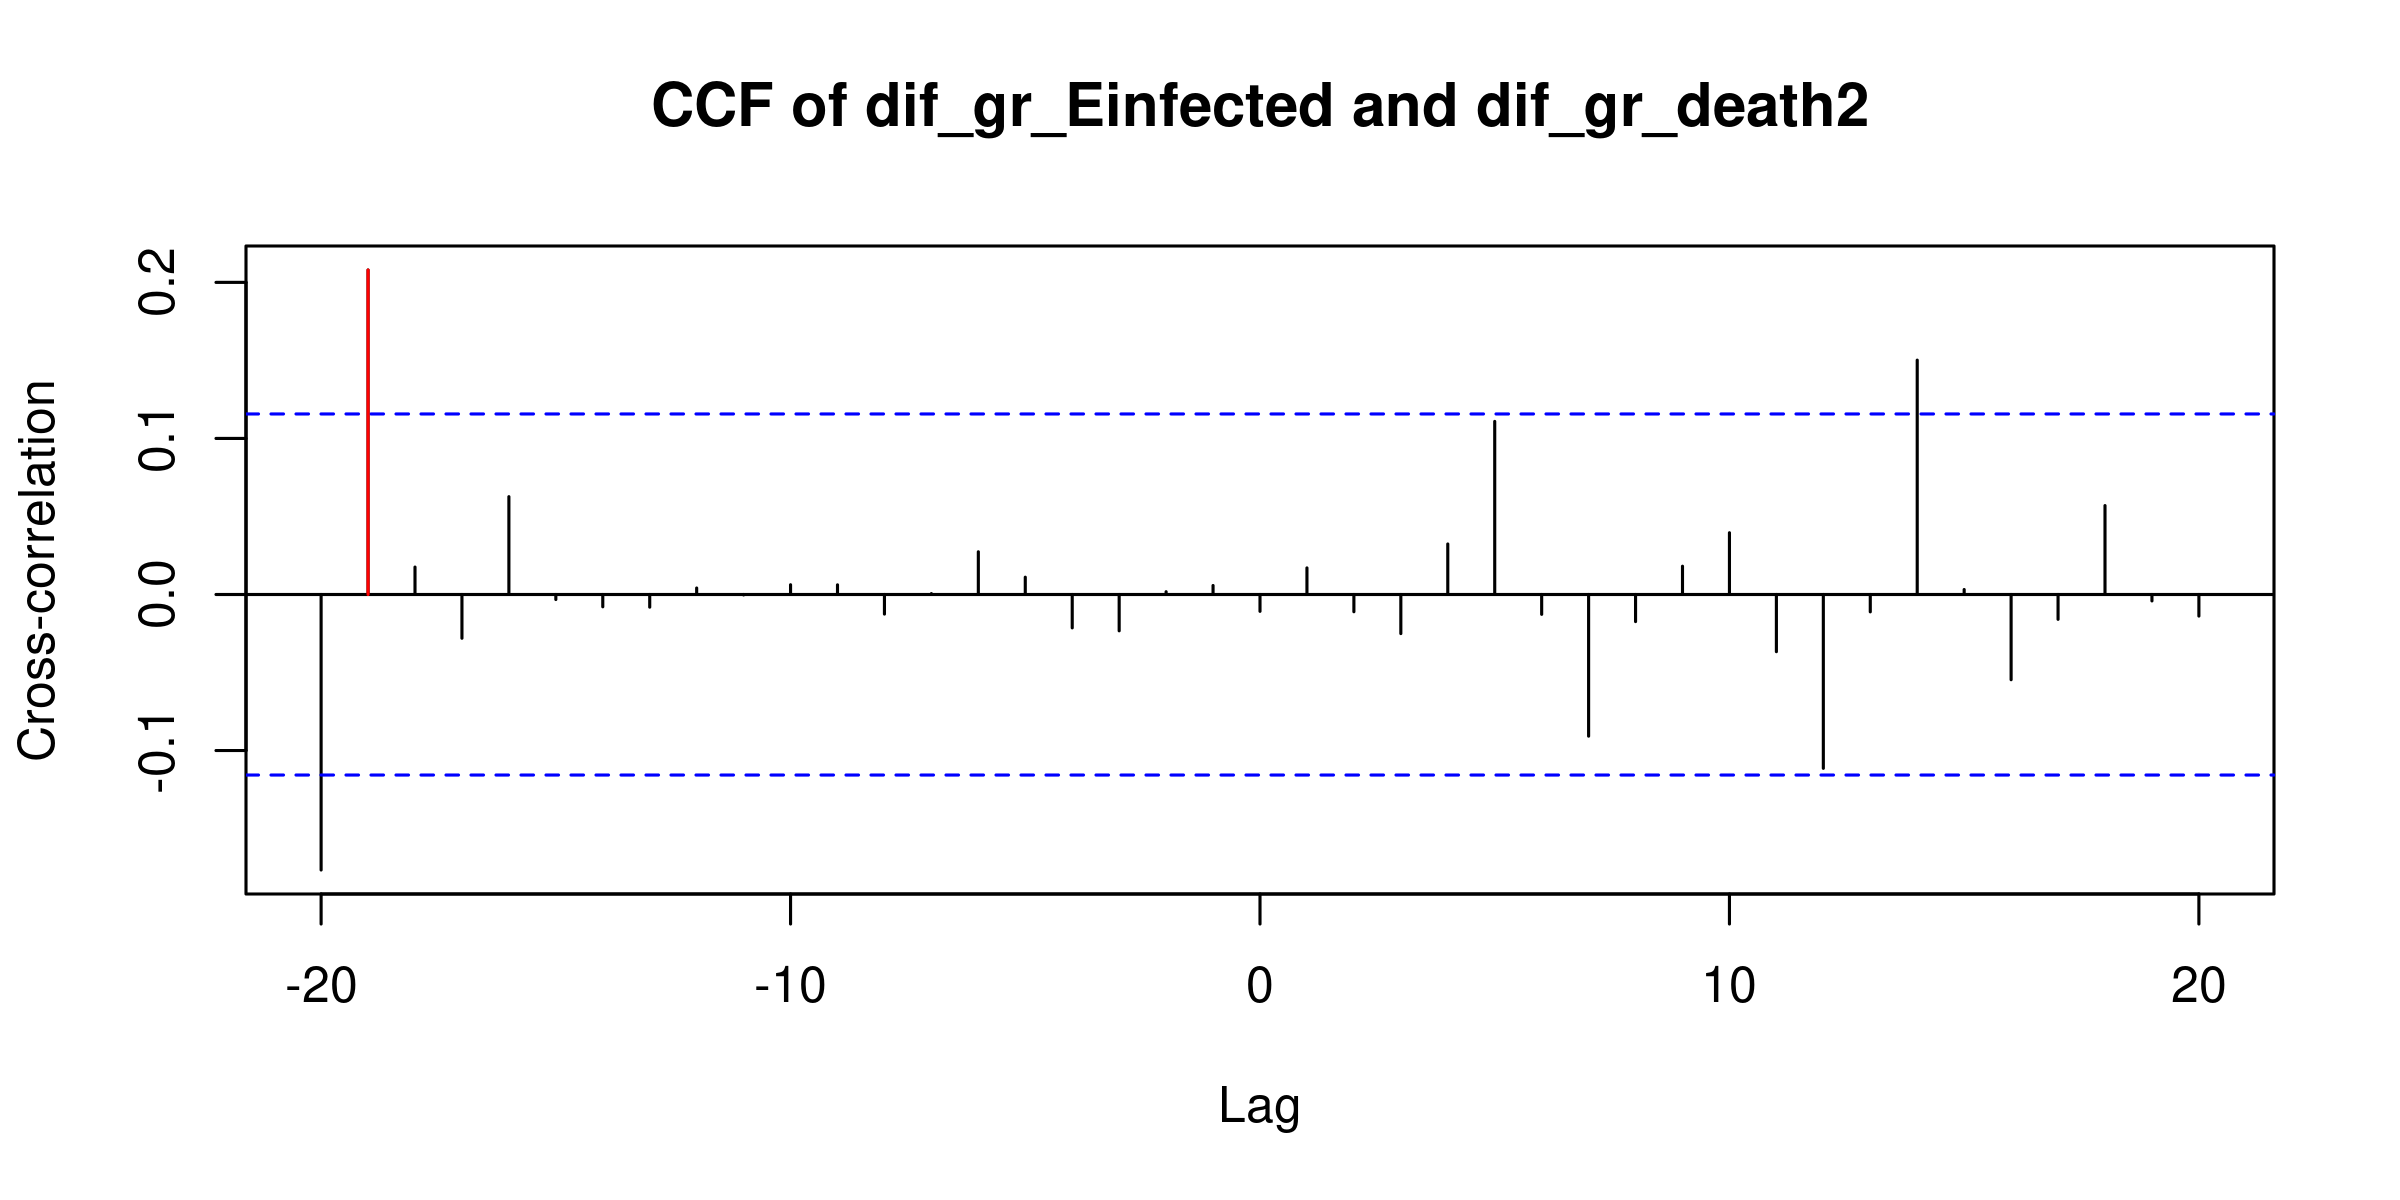 CCF of dif_gr_Einfected and dif_gr_death2
Cross-correlation
0.2
0.1
0.0
-0.1
-20 -10 0 10 20
Lag